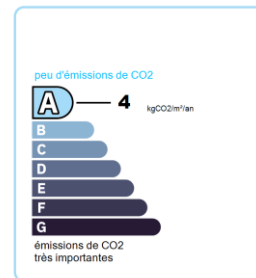 peu d'émissions de CO2
A 4 kgCO2/m²/an
B
C
D
E
F
G
émissions de CO2
très importantes